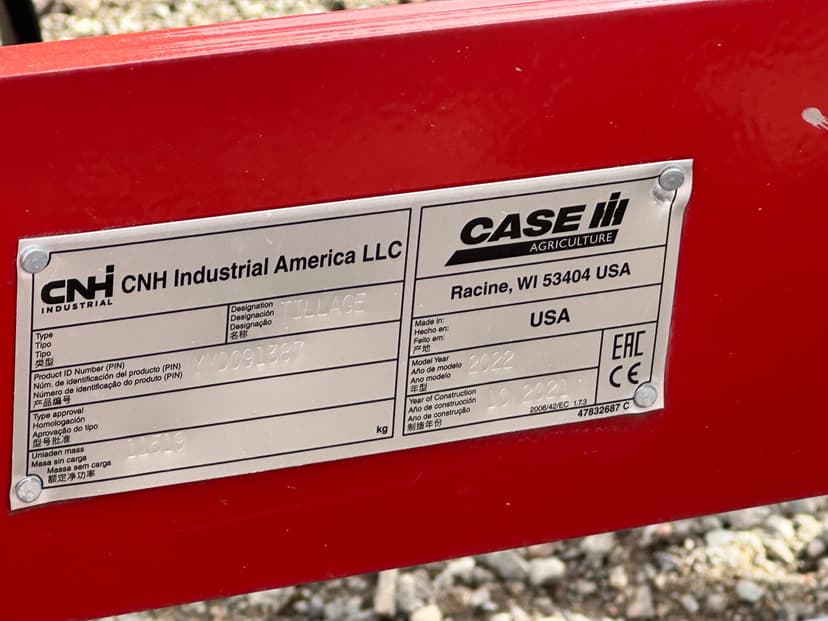 CNH
INDUSTRIAL
CNH Industrial America LLC
Type
Tipo
Tipo
类型
Designation
Designación
Designação
名称
TILLAGE
Product ID Number (PIN)
Núm. de identificación del producto (PIN)
Número de identificação do produto (PIN)
产品编号
YMD091387
Type approval
Homologación
Aprovação do tipo
型号批准
Unladen mass
Masa sin carga
Massa sem carga
额定净功率
kg
CASE IH
AGRICULTURE
Racine, WI 53404 USA
Made in:
Hecho en:
Feito em:
产地
USA
Model Year
Año de modelo
Ano modelo
年型
2022
Year of Construction
Año de construcción
Ano de construção
制造年份
10 2021
2006/42/EC 1.7.3
EAC
CE
47832687 C